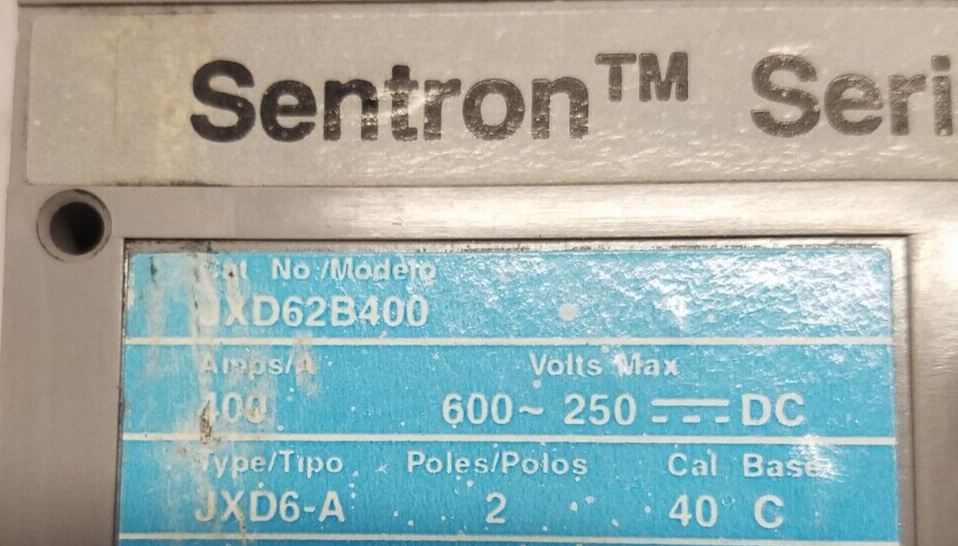 Sentron™ Seri
Cat No./Modelo
JXD62B400
Amps/A Volts Max
400 600~ 250 ⎓ DC
Type/Tipo Poles/Polos Cal Base
JXD6-A 2 40° C